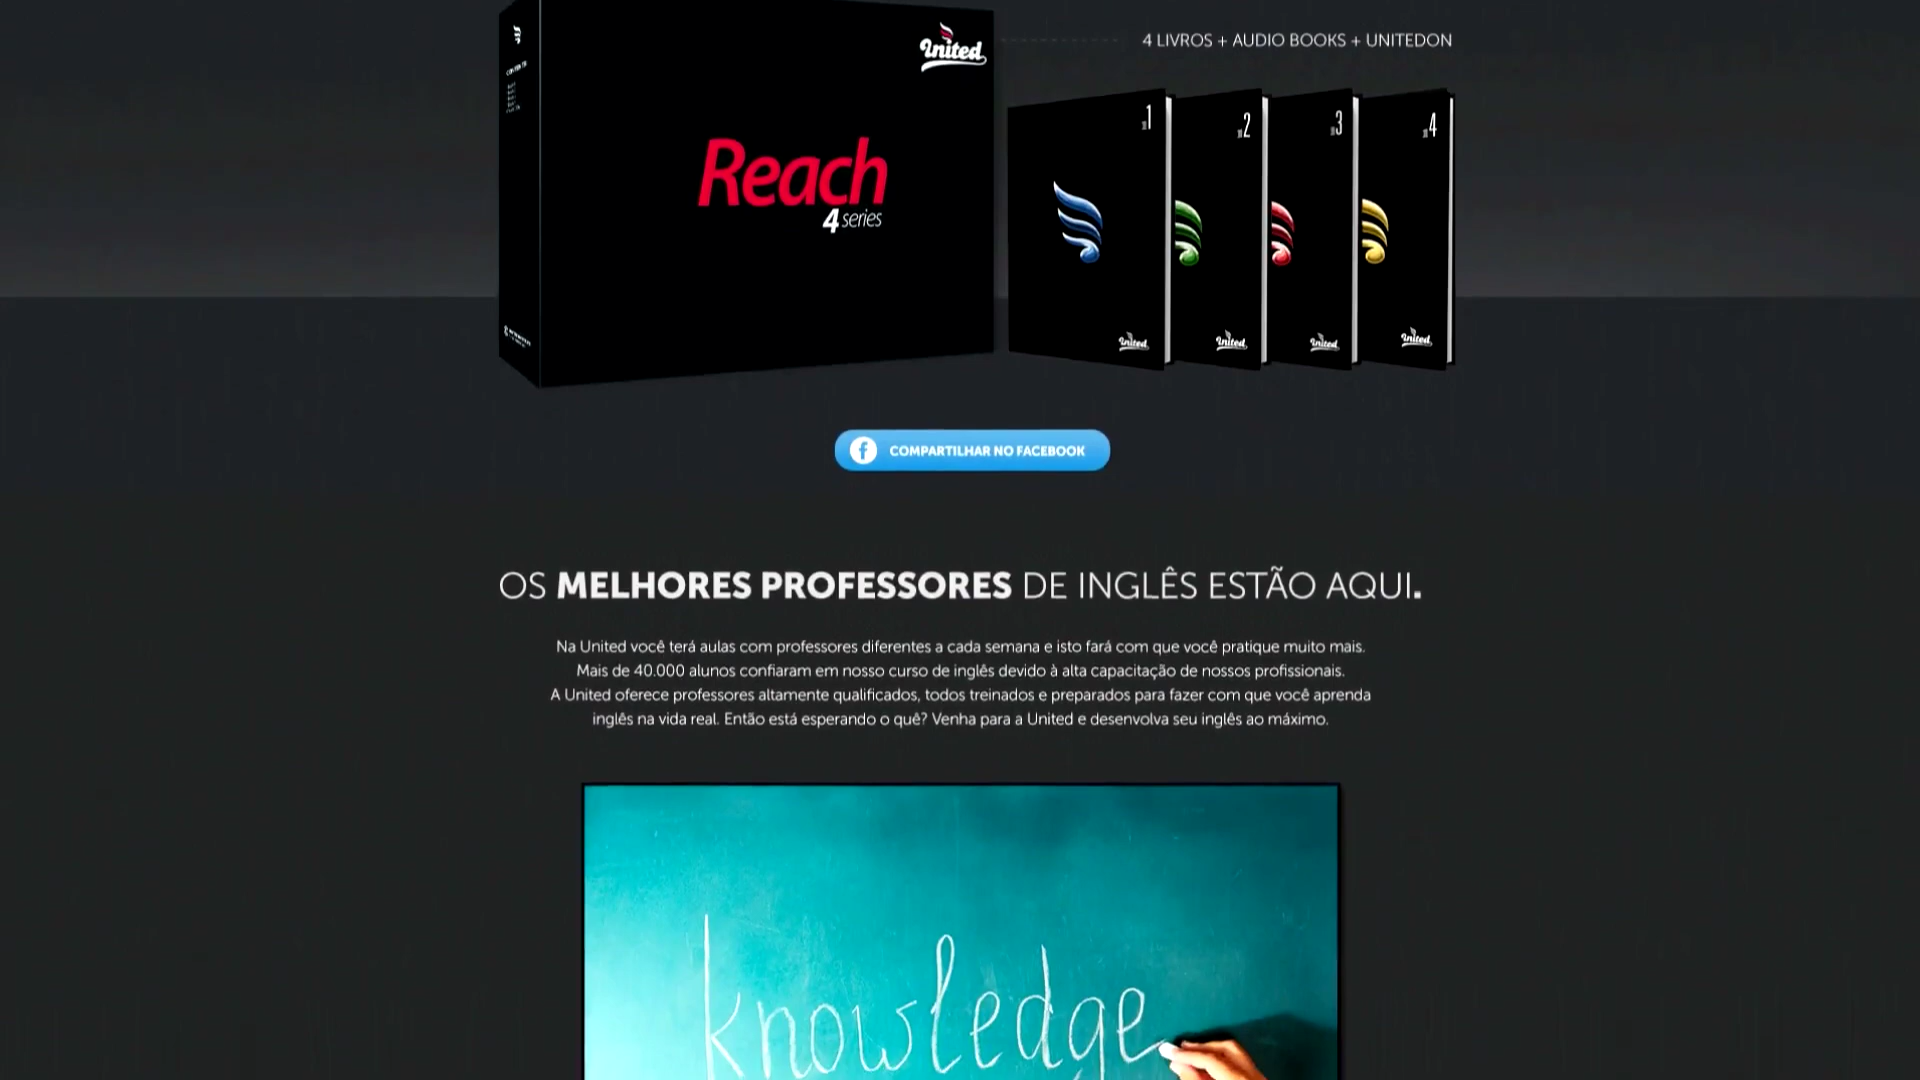 United
4 LIVROS + AUDIO BOOKS + UNITEDON
Reach
4 series
1
2
3
4
United
United
United
United
COMPARTILHAR NO FACEBOOK
OS MELHORES PROFESSORES DE INGLÊS ESTÃO AQUI.
Na United você terá aulas com professores diferentes a cada semana e isto fará com que você pratique muito mais.
Mais de 40.000 alunos confiaram em nosso curso de inglês devido à alta capacitação de nossos profissionais.
A United oferece professores altamente qualificados, todos treinados e preparados para fazer com que você aprenda
inglês na vida real. Então está esperando o quê? Venha para a United e desenvolva seu inglês ao máximo.
knowledge